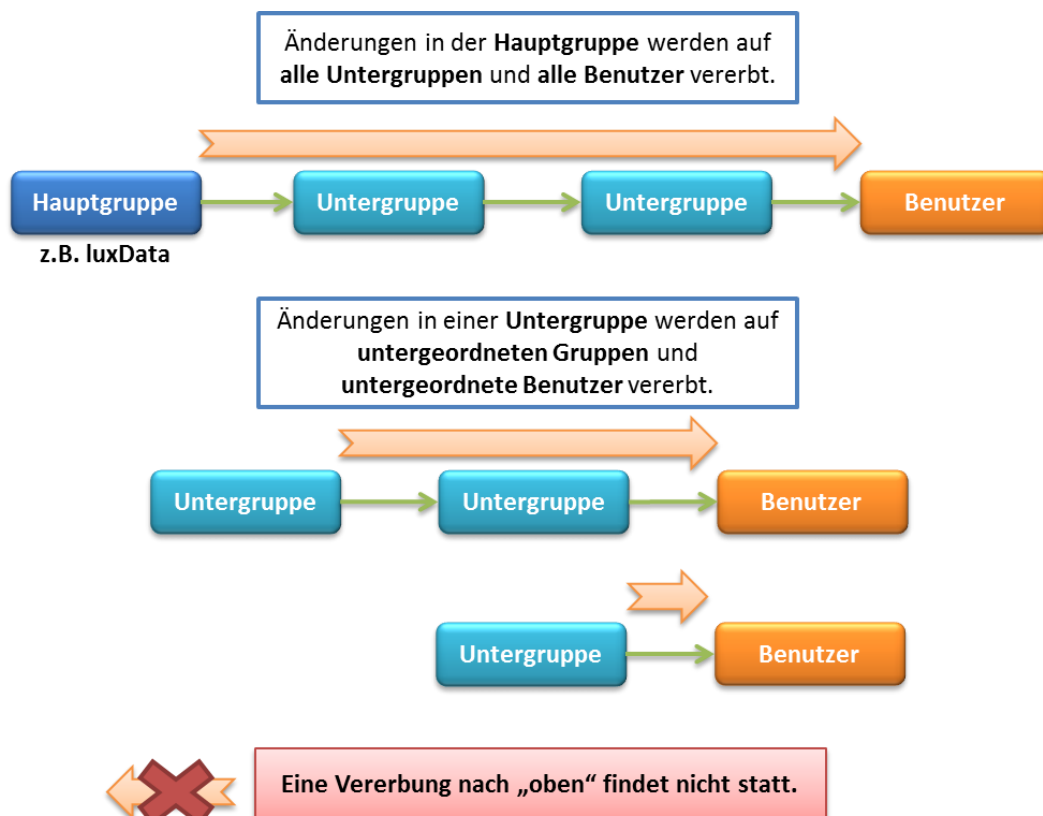 Änderungen in der Hauptgruppe werden auf
alle Untergruppen und alle Benutzer vererbt.
Hauptgruppe
Untergruppe
Untergruppe
Benutzer
z.B. luxData
Änderungen in einer Untergruppe werden auf
untergeordneten Gruppen und
untergeordnete Benutzer vererbt.
Untergruppe
Untergruppe
Benutzer
Untergruppe
Benutzer
Eine Vererbung nach „oben“ findet nicht statt.